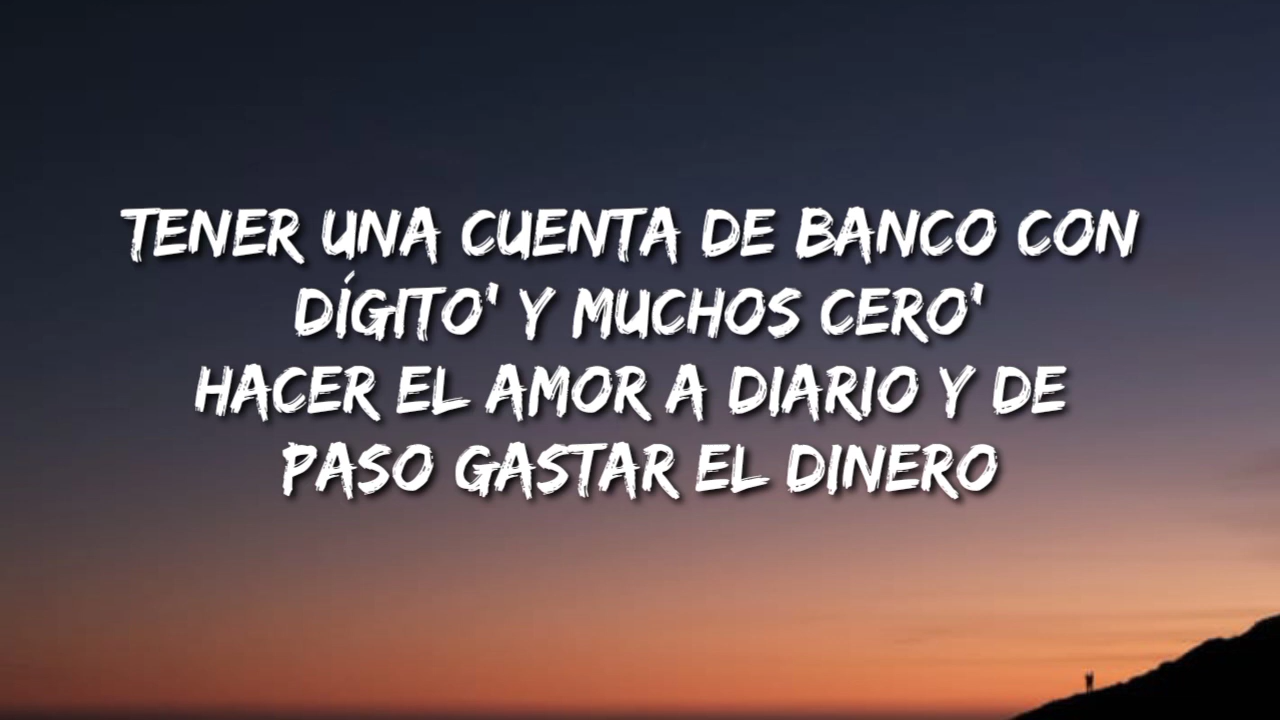 TENER UNA CUENTA DE BANCO CON
DÍGITO' Y MUCHOS CERO'
HACER EL AMOR A DIARIO Y DE
PASO GASTAR EL DINERO